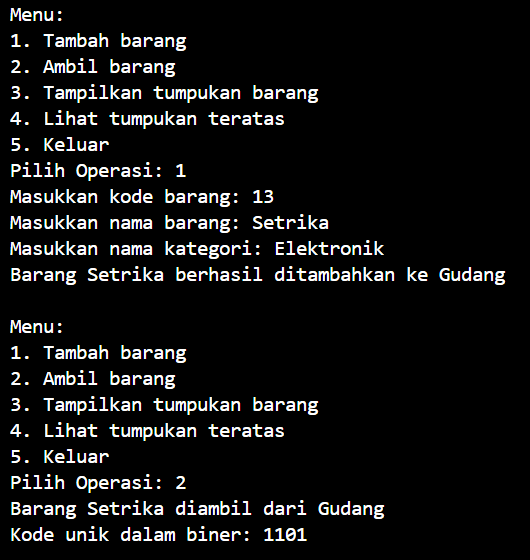 Menu:
1. Tambah barang
2. Ambil barang
3. Tampilkan tumpukan barang
4. Lihat tumpukan teratas
5. Keluar
Pilih Operasi: 1
Masukkan kode barang: 13
Masukkan nama barang: Setrika
Masukkan nama kategori: Elektronik
Barang Setrika berhasil ditambahkan ke Gudang
Menu:
1. Tambah barang
2. Ambil barang
3. Tampilkan tumpukan barang
4. Lihat tumpukan teratas
5. Keluar
Pilih Operasi: 2
Barang Setrika diambil dari Gudang
Kode unik dalam biner: 1101